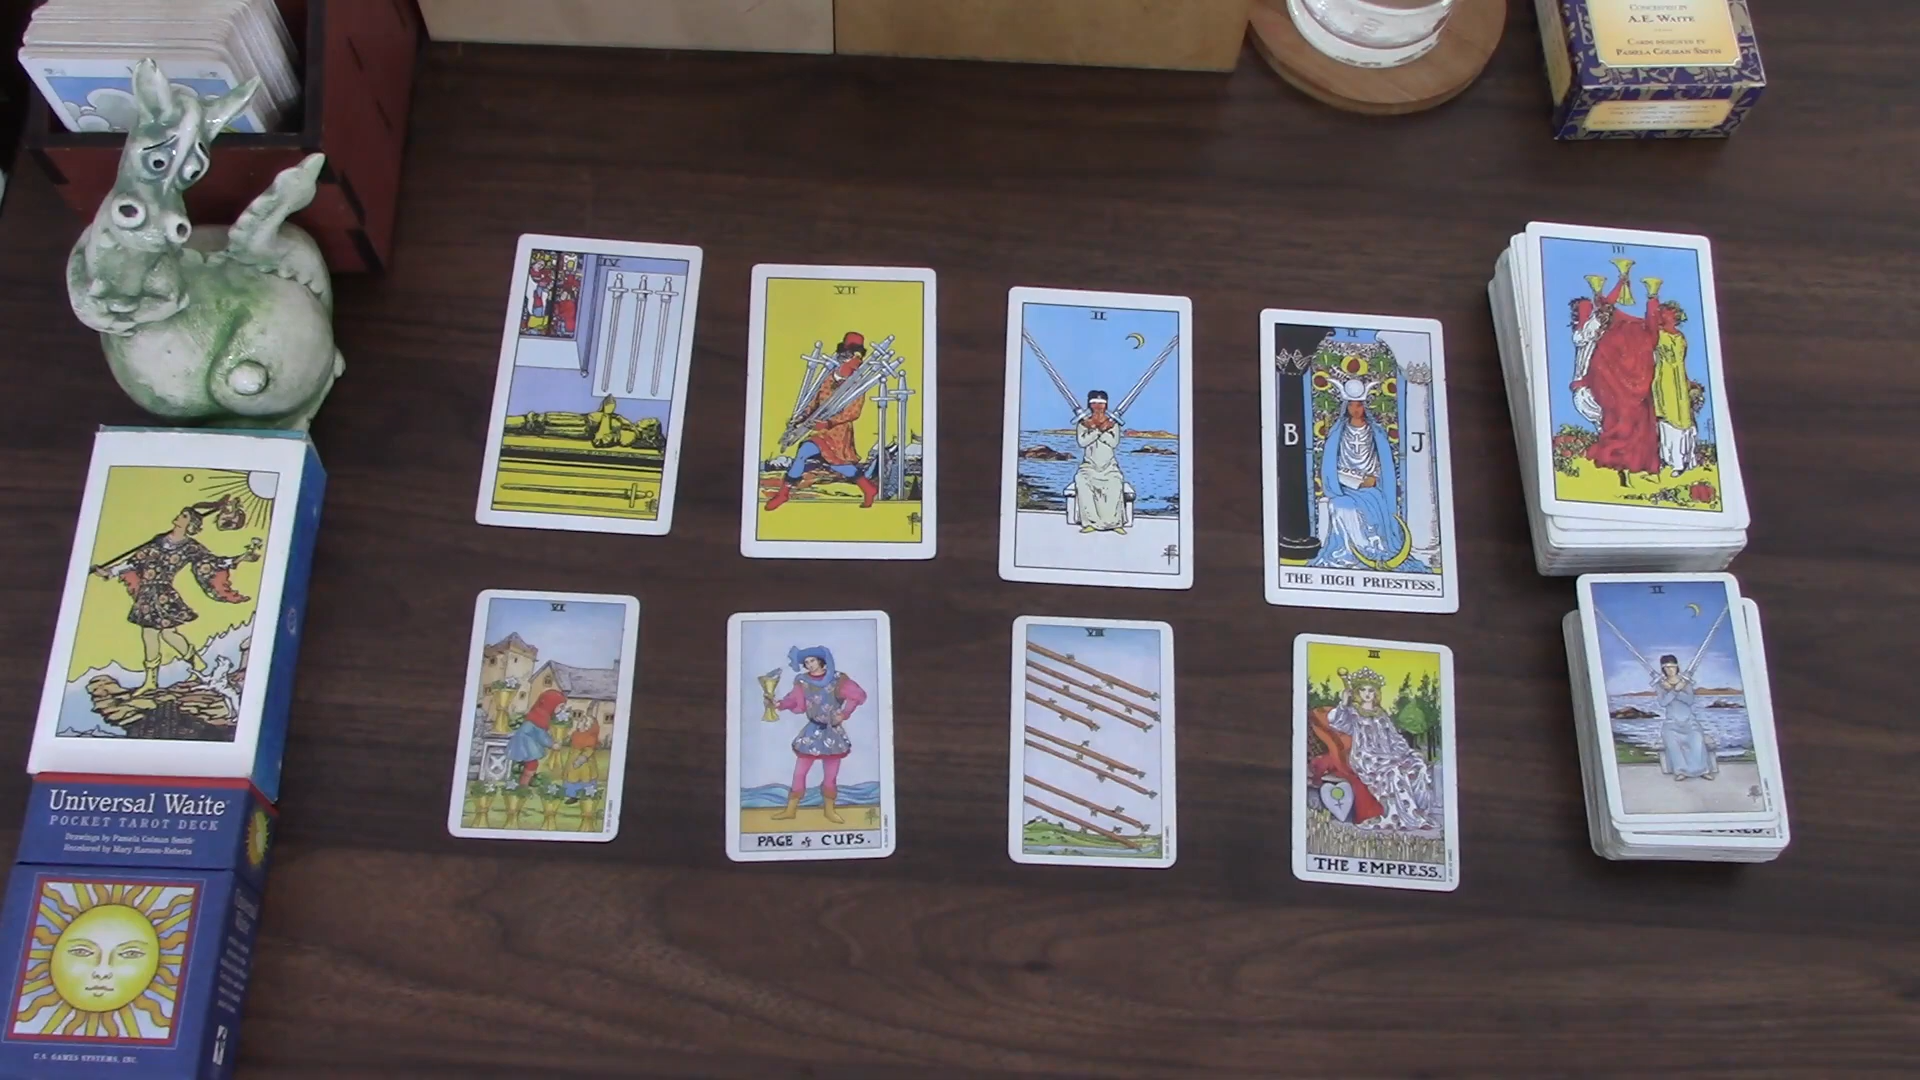 CONCEIVED BY
A.E. WAITE
CARDS DESIGNED BY
PAMELA COLMAN SMITH
IV
VII
II
II
B
J
THE HIGH PRIESTESS.
III
VI
PAGE of CUPS.
VIII
III
THE EMPRESS.
II
Universal Waite
POCKET TAROT DECK
Drawings by Pamela Colman Smith
Recolored by Mary Hanson-Roberts
U.S. GAMES SYSTEMS, INC.